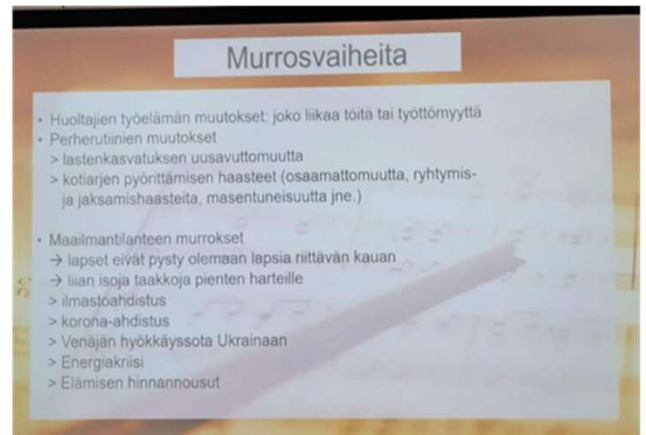 Murrosvaiheita
• Huoltajien työelämän muutokset: joko liikaa töitä tai työttömyyttä
• Perherutiinien muutokset
> lastenkasvatuksen uusavuttomuutta
> kotiarjen pyörittämisen haasteet (osaamattomuutta, ryhtymis-
ja jaksamishaasteita, masentuneisuutta jne.)
• Maailmantilanteen murrokset
→ lapset eivät pysty olemaan lapsia riittävän kauan
→ liian isoja taakkoja pienten harteille
> ilmastoahdistus
> korona-ahdistus
> Venäjän hyökkäyssota Ukrainaan
> Energiakriisi
> Elämisen hinnannousut